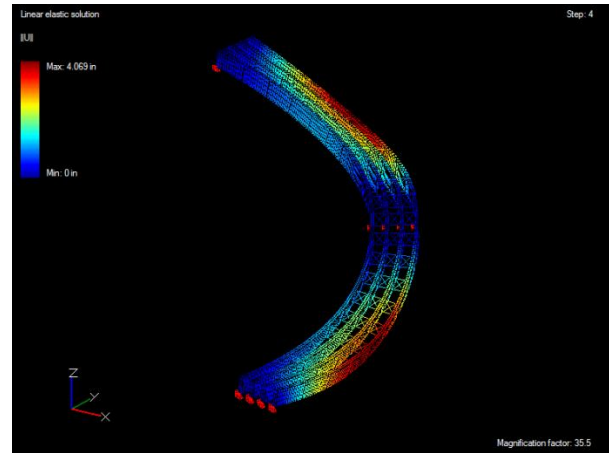 Linear elastic solution
Step: 4
||U||
Max: 4.069 in
Min: 0 in
Z
Y
X
Magnification factor: 35.5